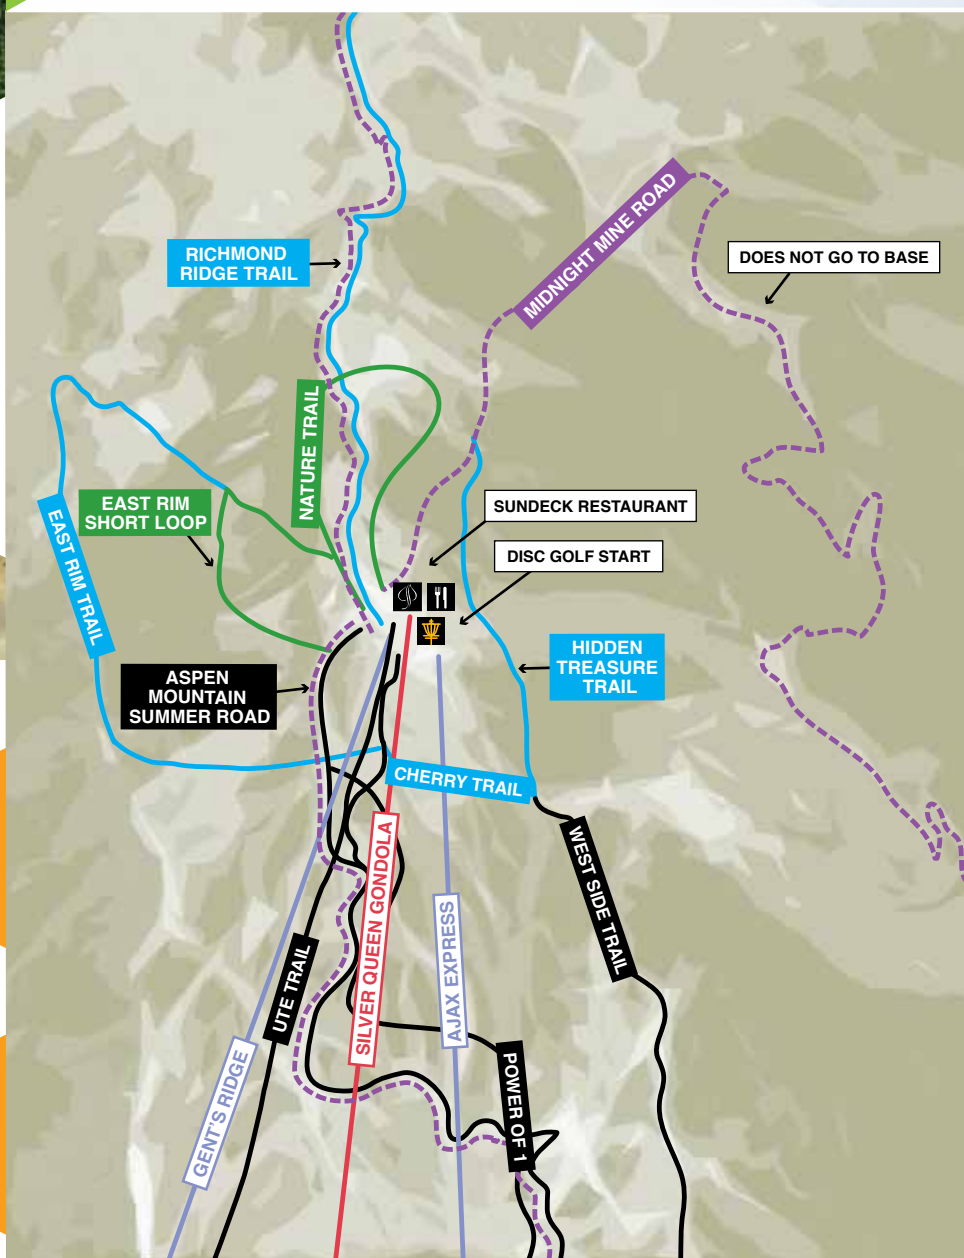 MIDNIGHT MINE ROAD
RICHMOND
RIDGE TRAIL
DOES NOT GO TO BASE
NATURE TRAIL
EAST RIM
SHORT LOOP
SUNDECK RESTAURANT
EAST RIM TRAIL
DISC GOLF START
HIDDEN
TREASURE
TRAIL
ASPEN
MOUNTAIN
SUMMER ROAD
CHERRY TRAIL
SILVER QUEEN GONDOLA
WEST SIDE TRAIL
AJAX EXPRESS
UTE TRAIL
GENT'S RIDGE
POWER OF 1